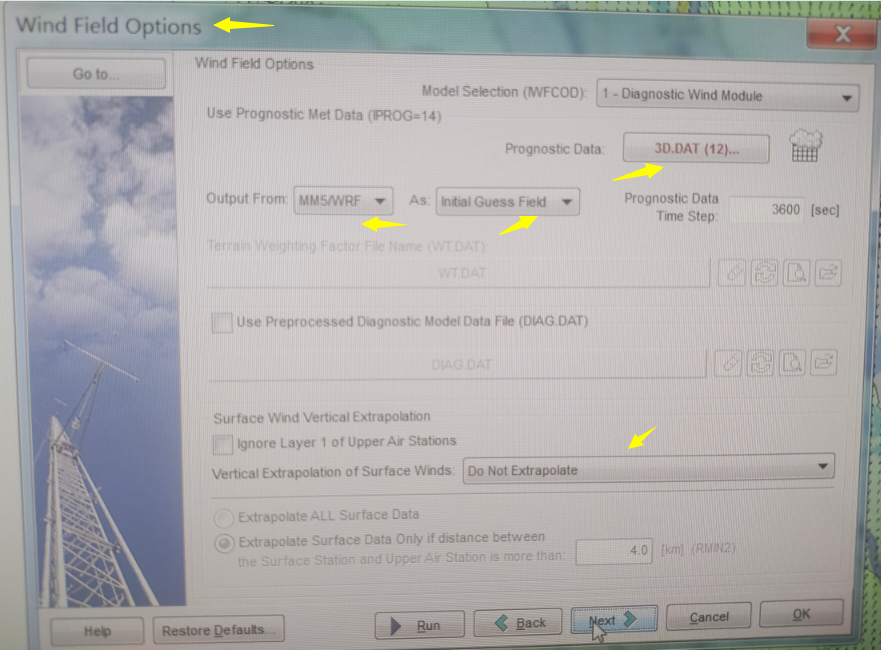 Wind Field Options
Go to...
Wind Field Options
Model Selection (IWFCOD): 1 - Diagnostic Wind Module
Use Prognostic Met Data (IPROG=14)
Prognostic Data: 3D.DAT (12)...
Output From: MM5/WRF As: Initial Guess Field Prognostic Data
Time Step: 3600 [sec]
Terrain Weighting Factor File Name (WT.DAT):
WT.DAT
Use Preprocessed Diagnostic Model Data File (DIAG.DAT)
DIAG.DAT
Surface Wind Vertical Extrapolation
Ignore Layer 1 of Upper Air Stations
Vertical Extrapolation of Surface Winds: Do Not Extrapolate
Extrapolate ALL Surface Data
Extrapolate Surface Data Only if distance between
the Surface Station and Upper Air Station is more than: 4.0 [km] (RMIN2)
Help Restore Defaults... Run Back Next Cancel OK